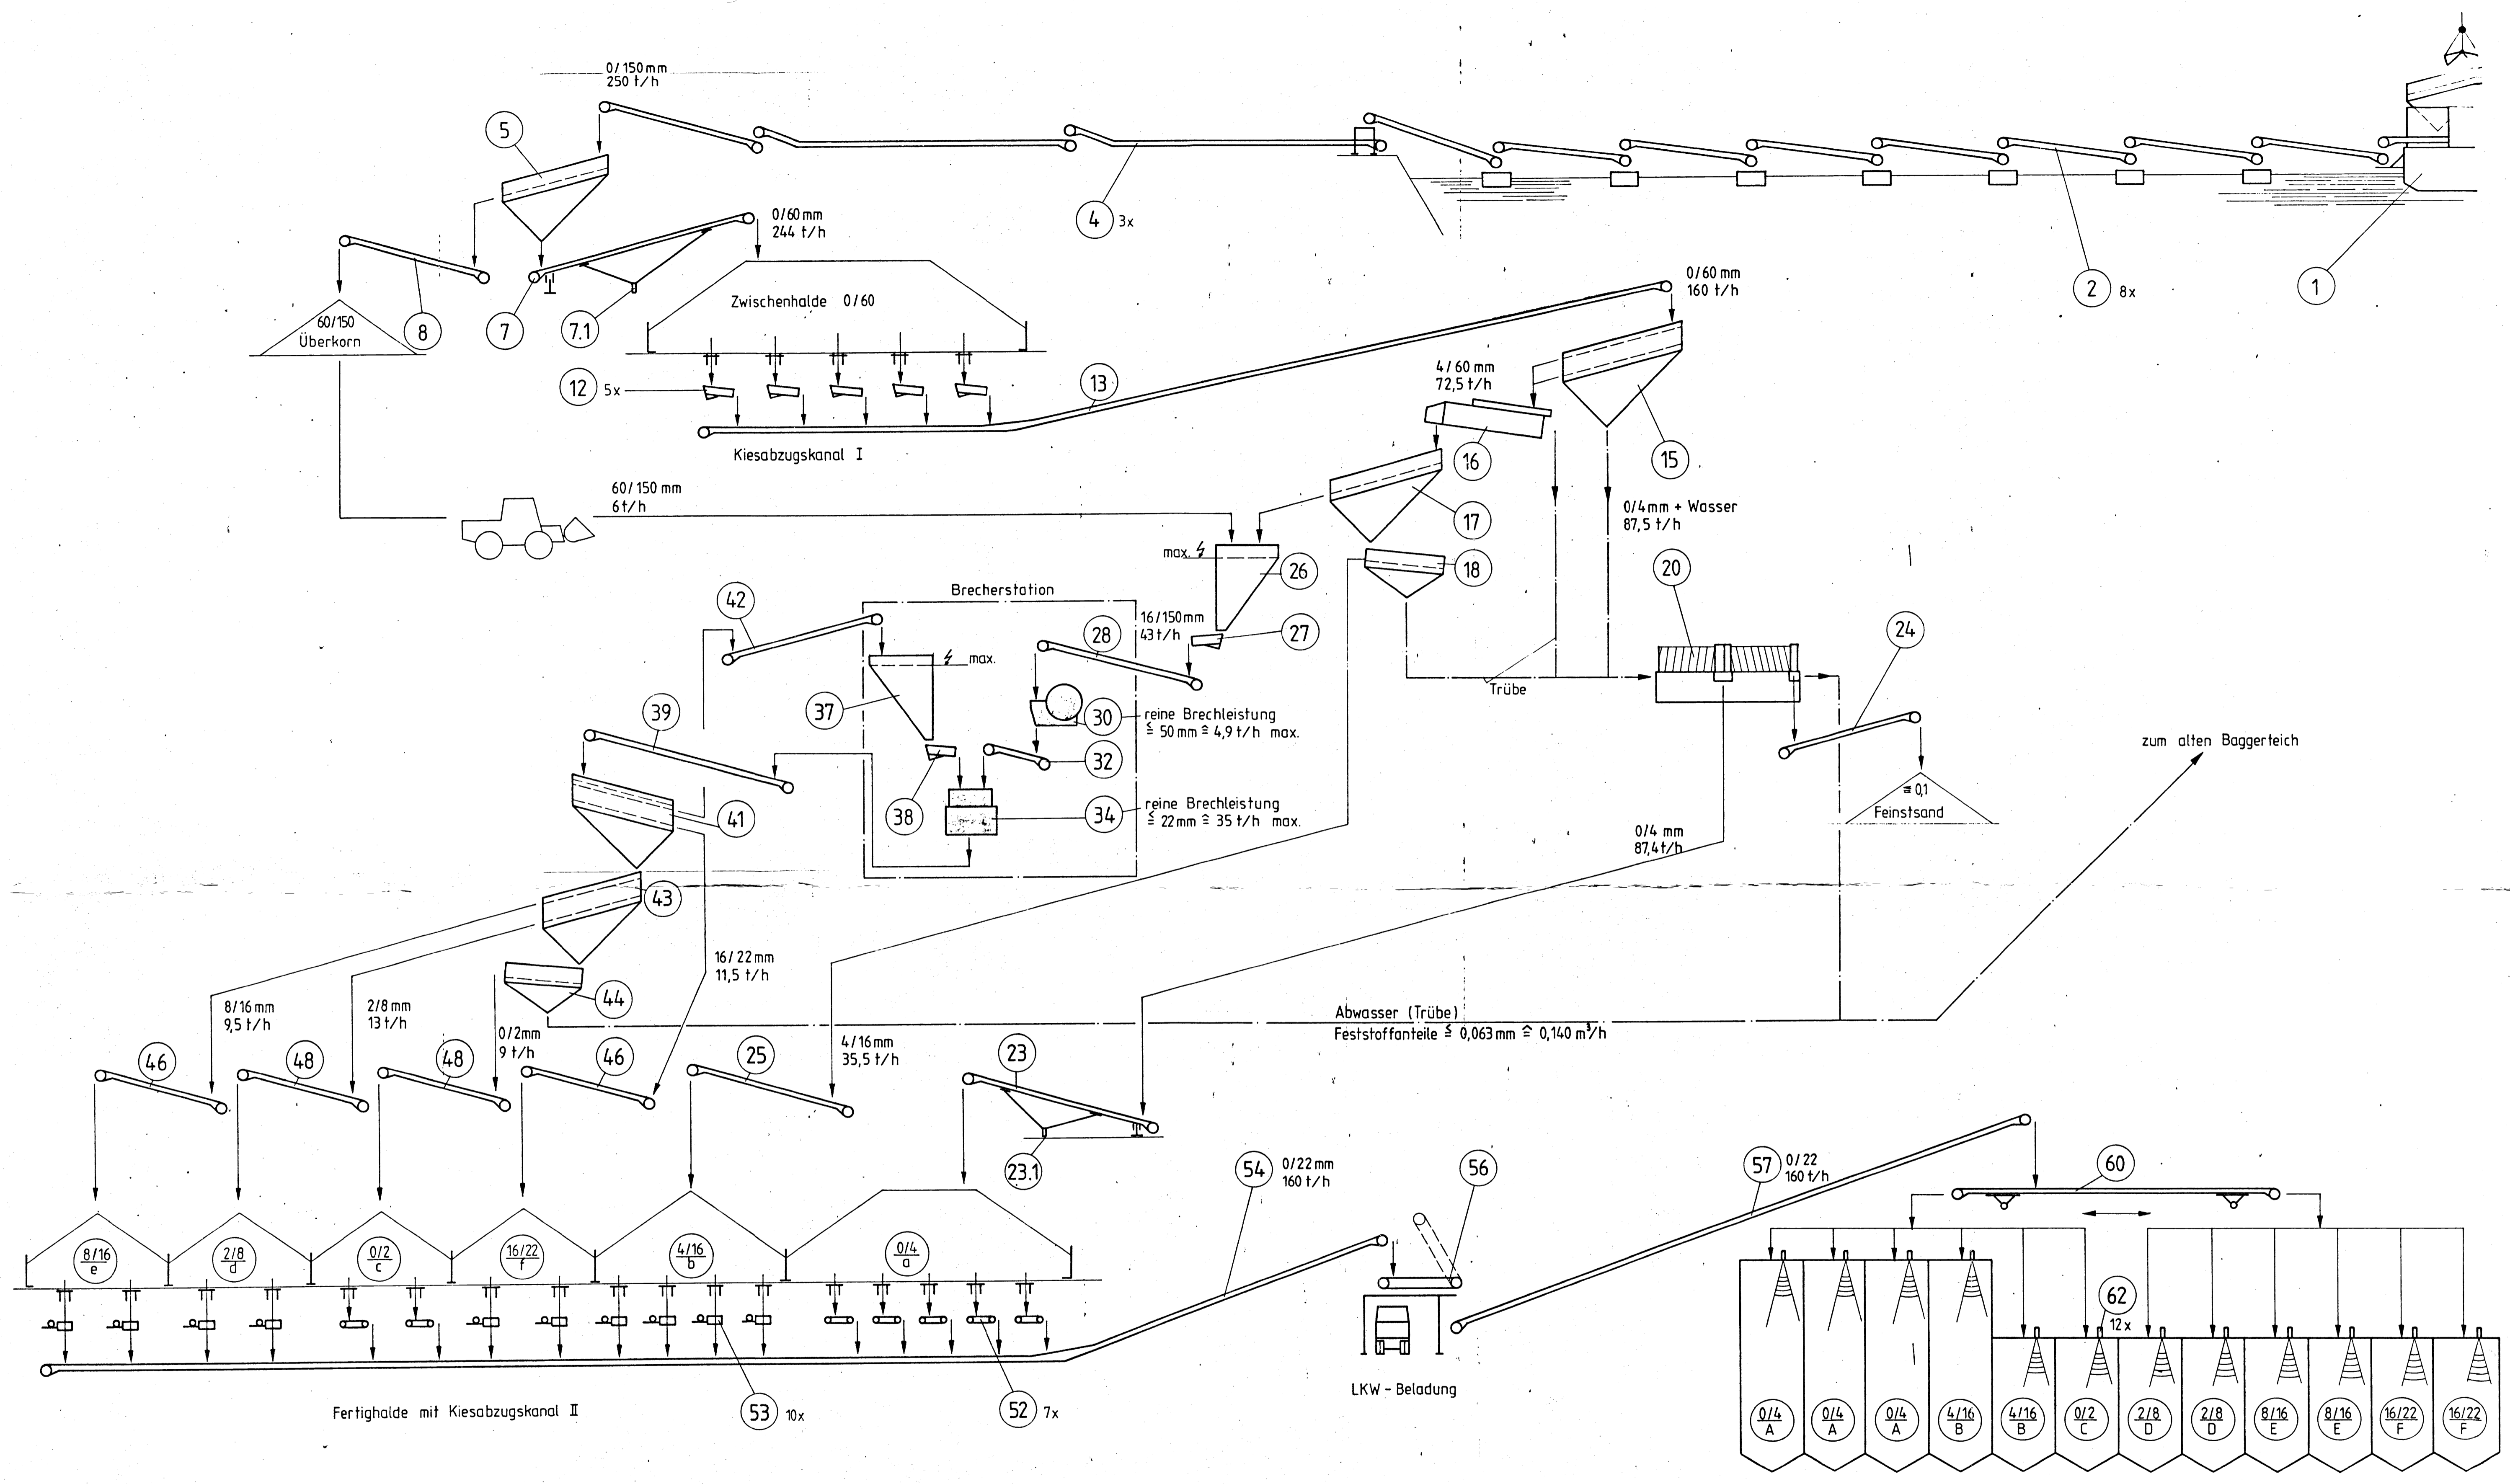 0/150 mm
250 t/h
5
4 3x
2 8x
1
0/60 mm
244 t/h
8
7
7.1
60/150
Überkorn
Zwischenhalde 0/60
12 5x
13
Kiesabzugskanal I
0/60 mm
160 t/h
4/60 mm
72,5 t/h
16
15
17
0/4 mm + Wasser
87,5 t/h
60/150 mm
6 t/h
max.
26
18
20
24
27
16/150 mm
43 t/h
Brecherstation
42
28
max.
37
30
reine Brechleistung
≦ 50 mm ≙ 4,9 t/h max.
39
32
38
34
reine Brechleistung
≦ 22 mm ≙ 35 t/h max.
Trübe
zum alten Baggerteich
≅ 0,1
Feinstsand
0/4 mm
87,4 t/h
41
43
44
16/22 mm
11,5 t/h
8/16 mm
9,5 t/h
2/8 mm
13 t/h
0/2 mm
9 t/h
4/16 mm
35,5 t/h
Abwasser (Trübe)
Feststoffanteile ≦ 0,063 mm ≙ 0,140 m³/h
46
48
48
46
25
23
23.1
8/16
e
2/8
d
0/2
c
16/22
f
4/16
b
0/4
a
53 10x
52 7x
Fertighalde mit Kiesabzugskanal II
54
0/22 mm
160 t/h
56
LKW - Beladung
57
0/22
160 t/h
60
62
12x
0/4
A
0/4
A
0/4
A
4/16
B
4/16
B
0/2
C
2/8
D
2/8
D
8/16
E
8/16
E
16/22
F
16/22
F